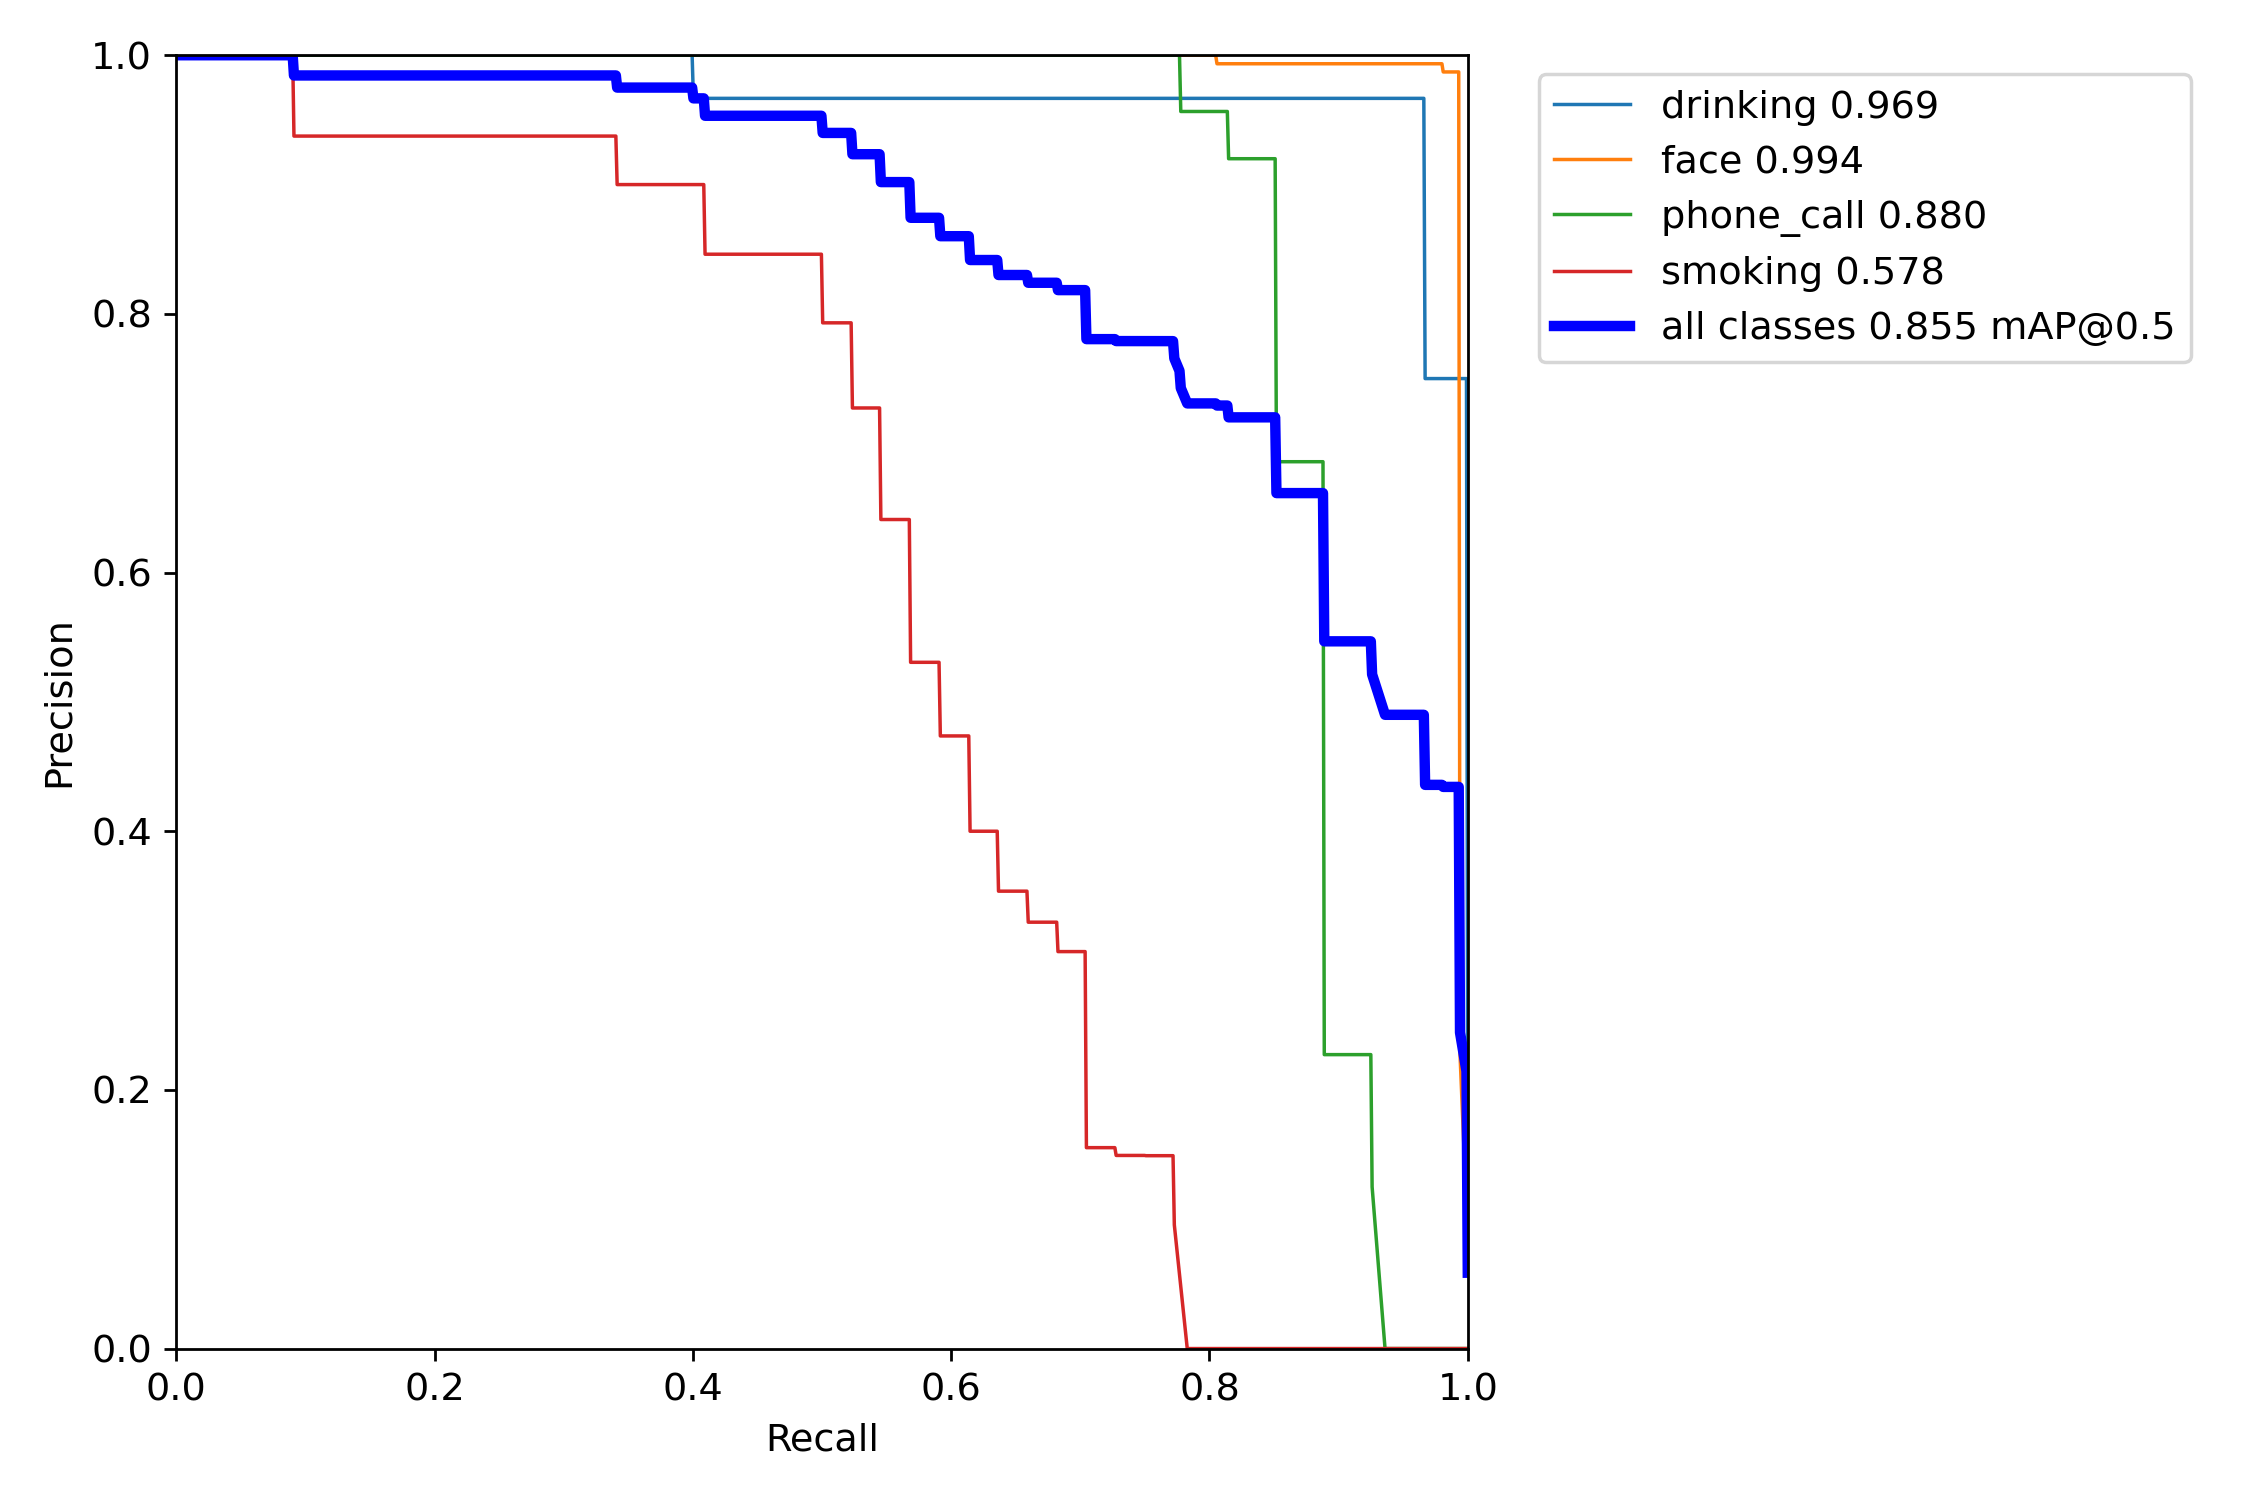 1.0
0.8
0.6
0.4
0.2
0.0
0.0 0.2 0.4 0.6 0.8 1.0
Precision
Recall
drinking 0.969
face 0.994
phone_call 0.880
smoking 0.578
all classes 0.855 mAP@0.5